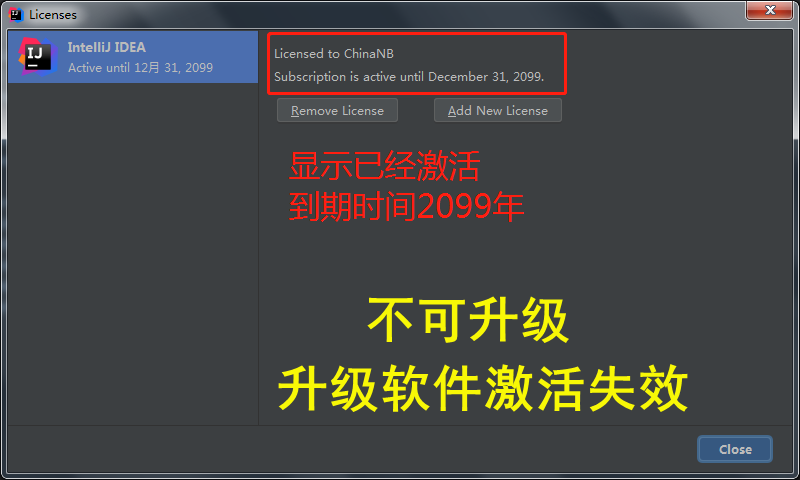 Licenses
IJ
IntelliJ IDEA
Active until 12月 31, 2099
Licensed to ChinaNB
Subscription is active until December 31, 2099.
Remove License
Add New License
显示已经激活
到期时间2099年
不可升级
升级软件激活失效
Close